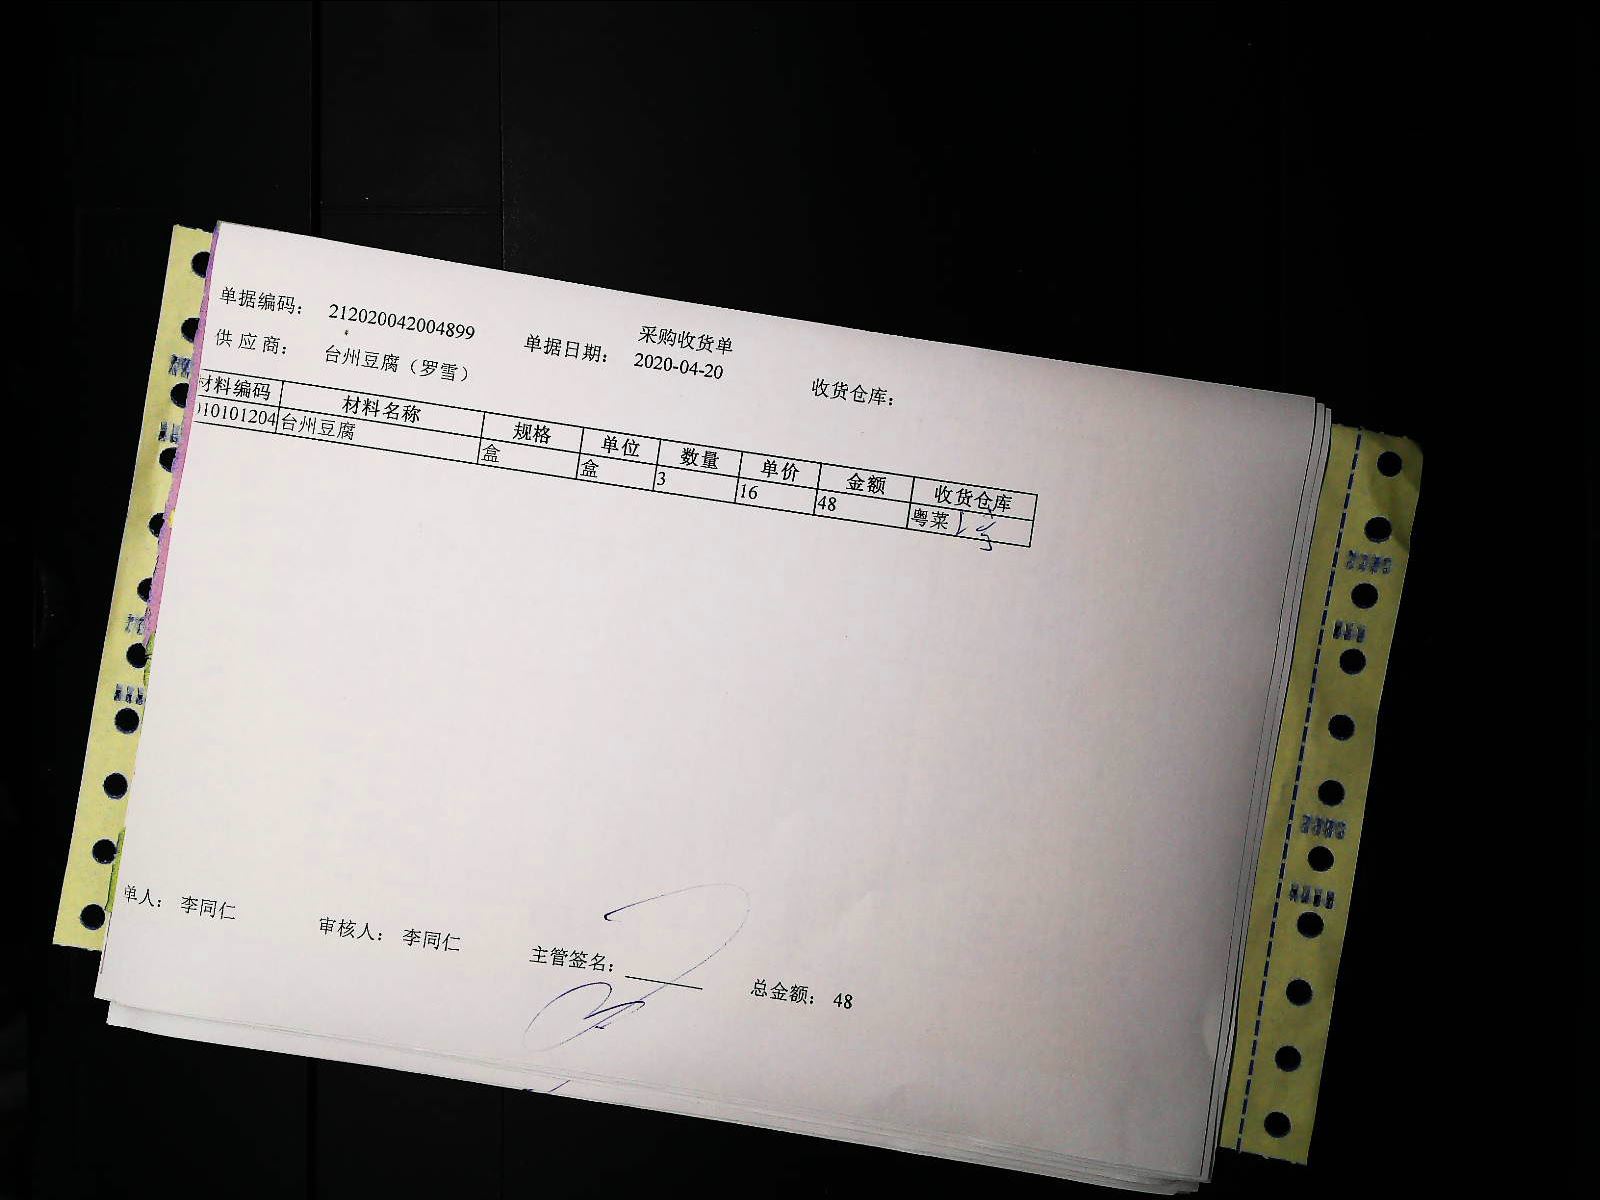 采购收货单
单据编码： 212020042004899 单据日期： 2020-04-20 收货仓库：
供应商： 台州豆腐（罗雪）
材料编码 材料名称 规格 单位 数量 单价 金额 收货仓库
10101204 台州豆腐 盒 盒 3 16 48 粤菜
单人： 李同仁 审核人： 李同仁 主管签名： 总金额： 48